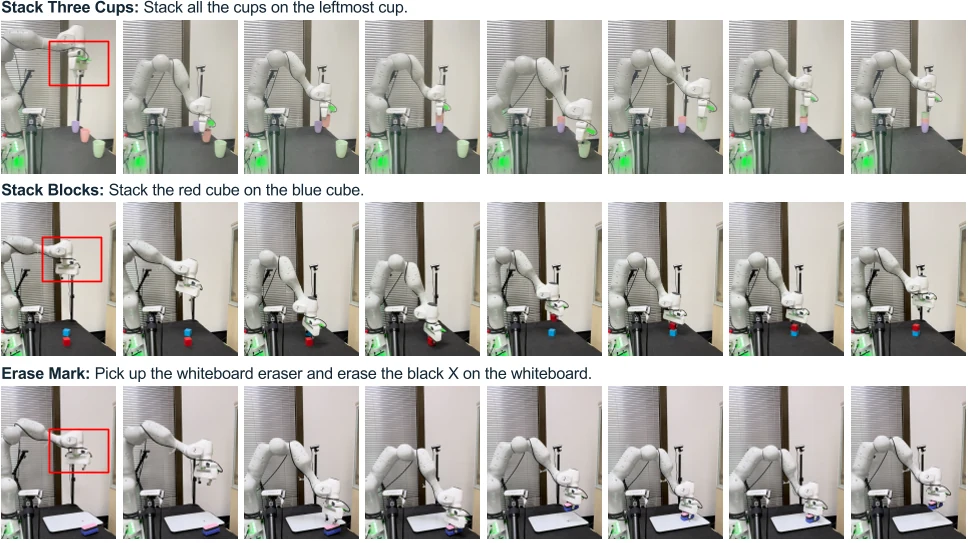 Stack Three Cups: Stack all the cups on the leftmost cup.
Stack Blocks: Stack the red cube on the blue cube.
Erase Mark: Pick up the whiteboard eraser and erase the black X on the whiteboard.